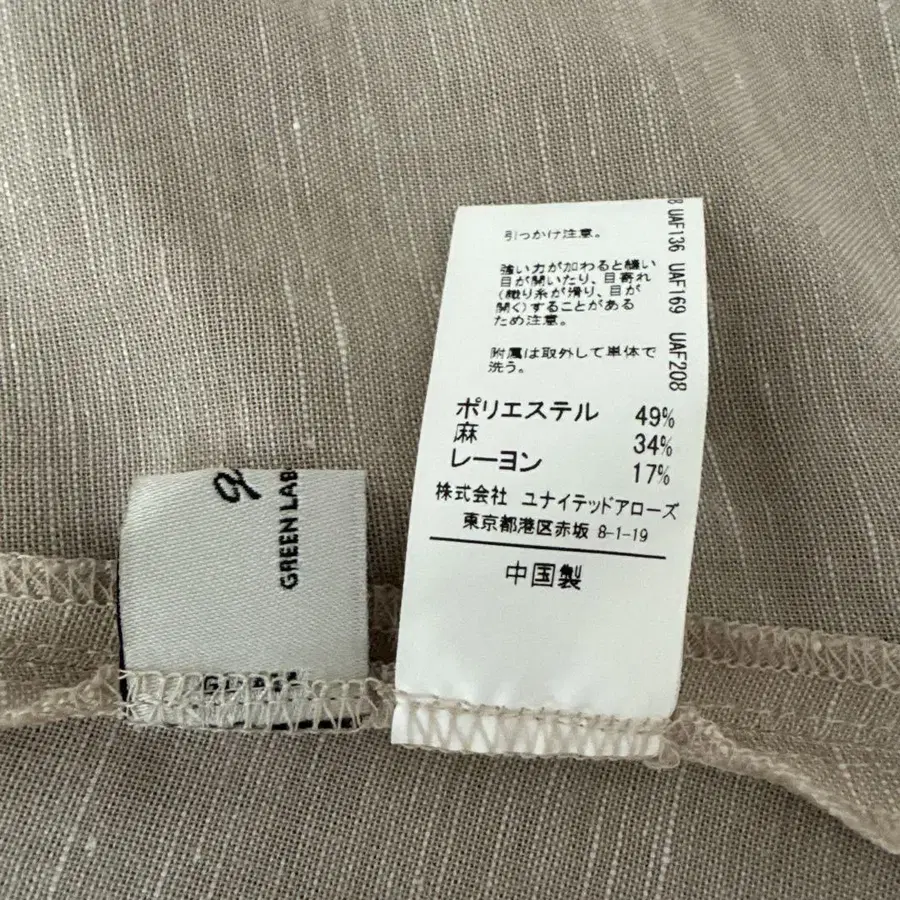 引っかけ注意。
強い力が加わると縫い
目が開いたり、目寄れ
(織り糸が滑り、目が
開く)することがある
ため注意。
附属は取外して単体で
洗う。
ポリエステル 49%
麻 34%
レーヨン 17%
株式会社 ユナイテッドアローズ
東京都港区赤坂 8-1-19
中国製
UAF136 UAF169 UAF208
GREEN LAB